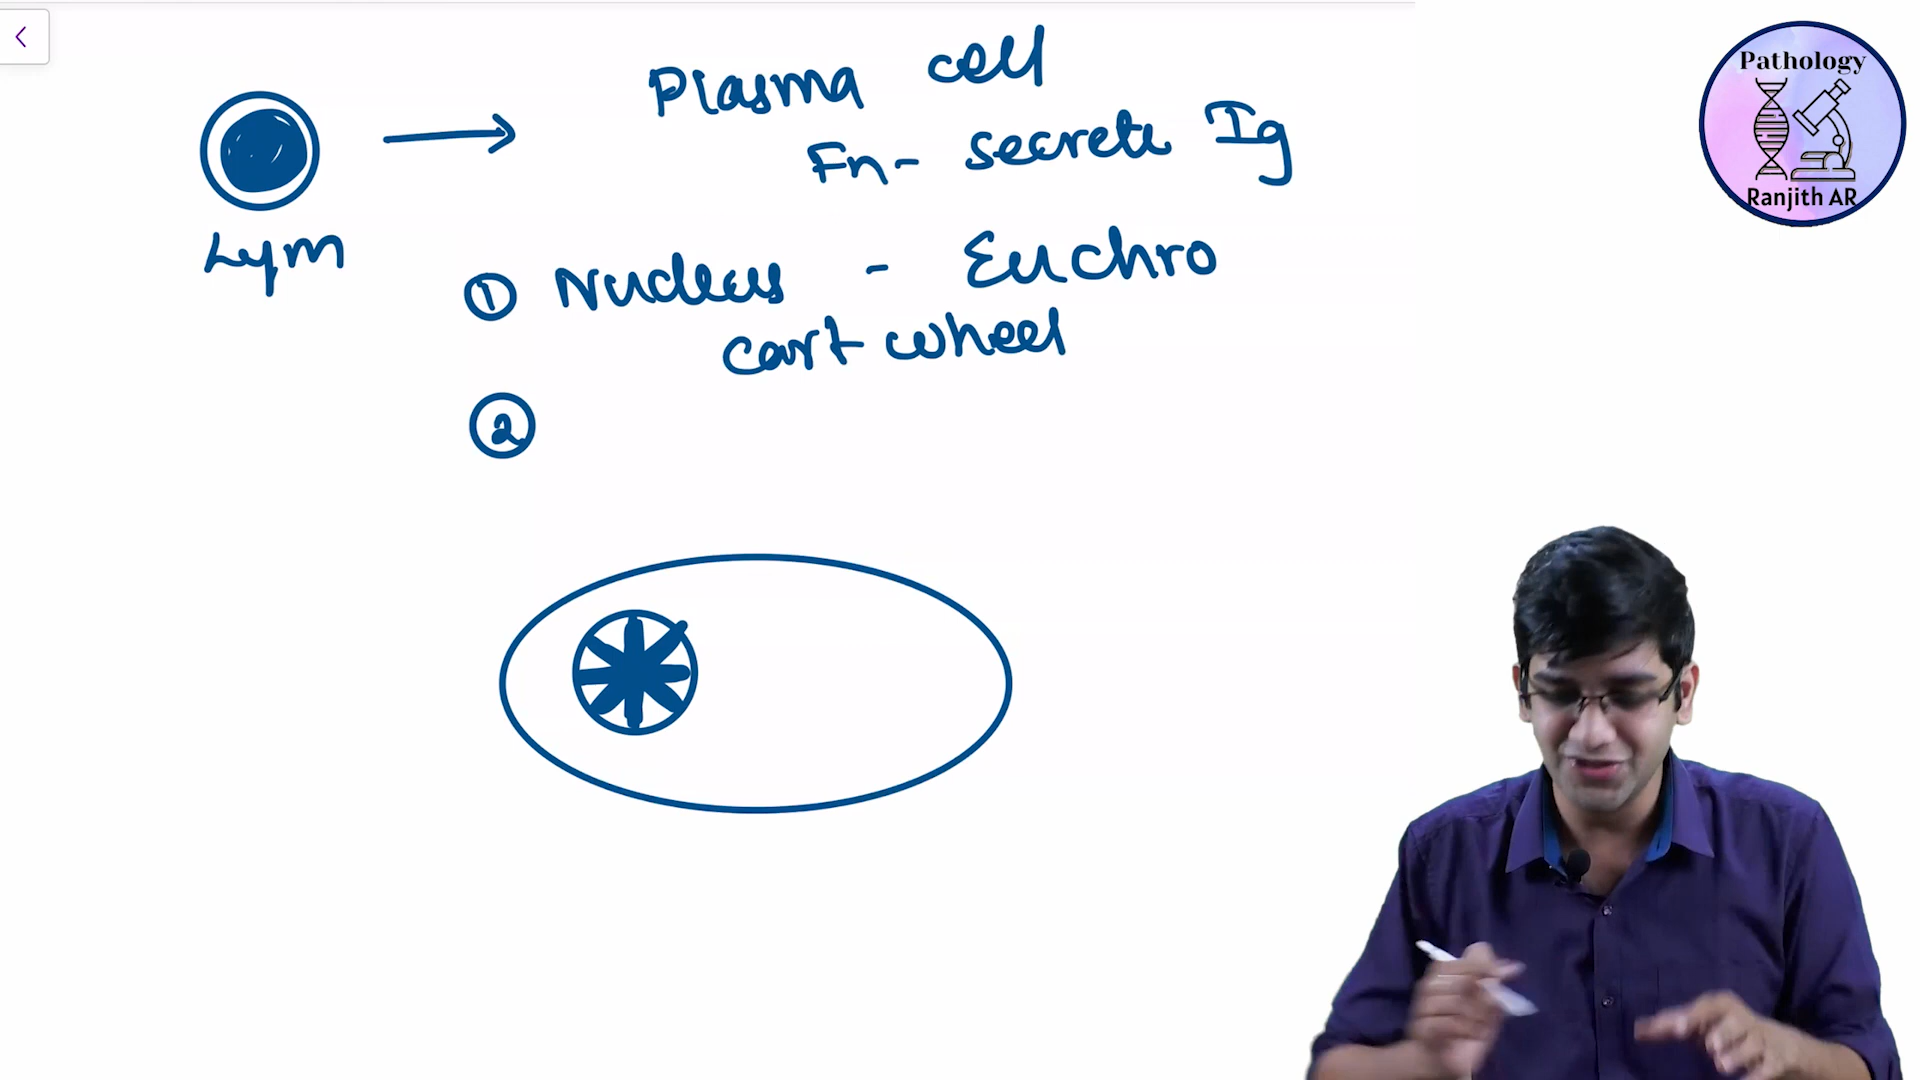 Plasma cell
Fn- secrete Ig
Lym
① Nucleus - Euchro
cart wheel
②
Pathology
Ranjith AR